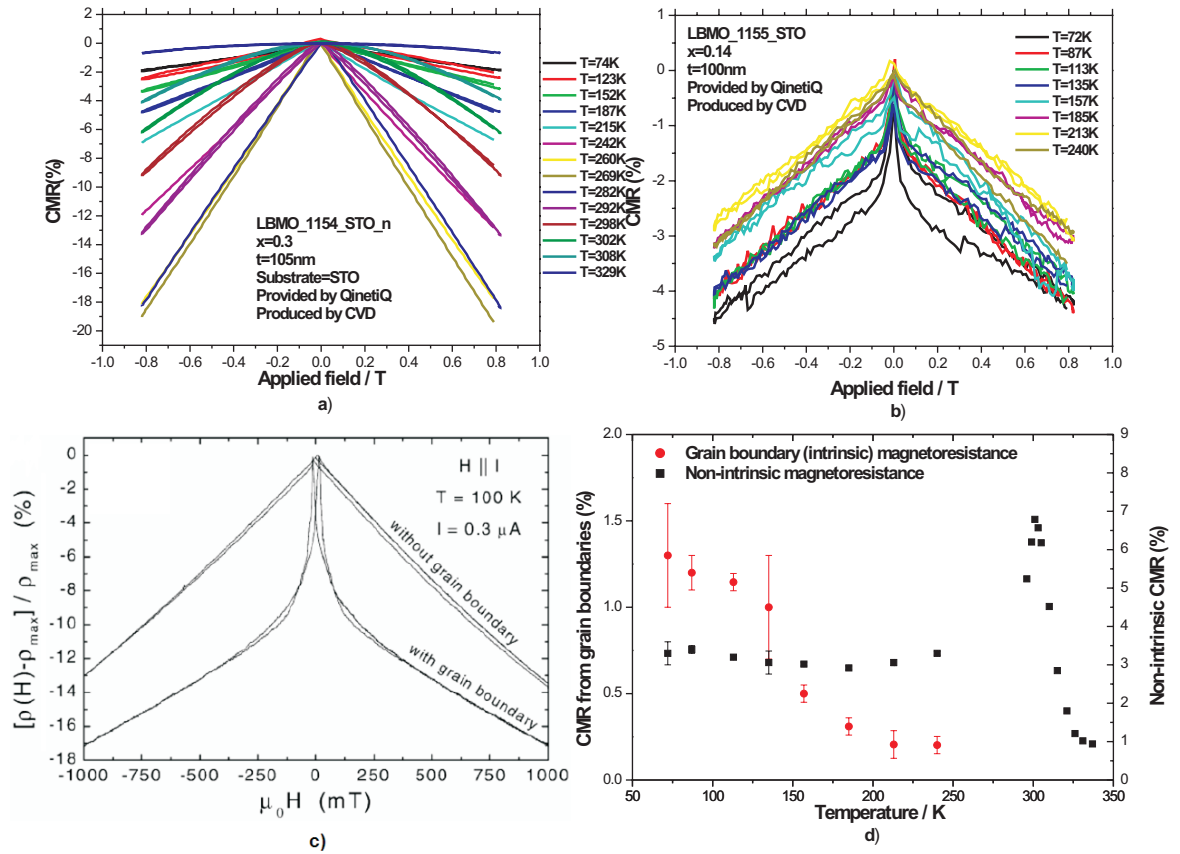 CMR(%)
0
-2
-4
-6
-8
-10
-12
-14
-16
-18
-20
-1.0 -0.8 -0.6 -0.4 -0.2 0.0 0.2 0.4 0.6 0.8 1.0
Applied field / T
LBMO_1154_STO_n
x=0.3
t=105nm
Substrate=STO
Provided by QinetiQ
Produced by CVD
T=74K
T=123K
T=152K
T=187K
T=215K
T=242K
T=260K
T=269K
T=282K
T=292K
T=298K
T=302K
T=308K
T=329K
a)
CMR (%)
1
0
-1
-2
-3
-4
-5
-1.0 -0.8 -0.6 -0.4 -0.2 0.0 0.2 0.4 0.6 0.8 1.0
Applied field / T
LBMO_1155_STO
x=0.14
t=100nm
Provided by QinetiQ
Produced by CVD
T=72K
T=87K
T=113K
T=135K
T=157K
T=185K
T=213K
T=240K
b)
[ρ(H)-ρmax] / ρmax (%)
0
-2
-4
-6
-8
-10
-12
-14
-16
-18
-1000 -750 -500 -250 0 250 500 750 1000
μ0H (mT)
H || I
T = 100 K
I = 0.3 μA
without grain boundary
with grain boundary
c)
CMR from grain boundaries (%)
2.0
1.5
1.0
0.5
0.0
Grain boundary (intrinsic) magnetoresistance
Non-intrinsic magnetoresistance
9
8
7
6
5
4
3
2
1
0
Non-intrinsic CMR (%)
50 100 150 200 250 300 350
Temperature / K
d)